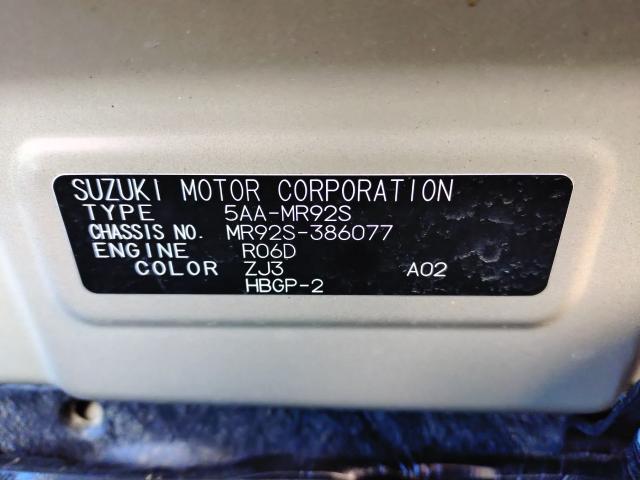 SUZUKI MOTOR CORPORATION
TYPE 5AA-MR92S
CHASSIS NO. MR92S-386077
ENGINE R06D
COLOR ZJ3 A02
HBGP-2